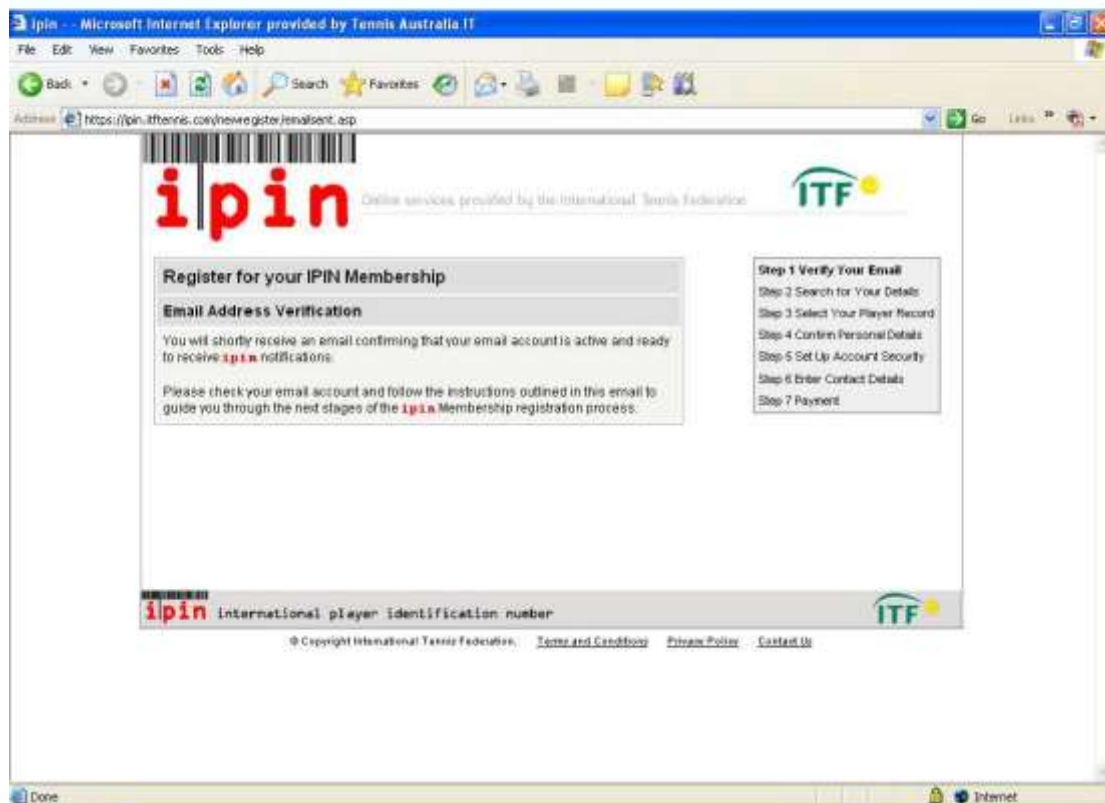 ipin - - Microsoft Internet Explorer provided by Tennis Australia IT
File Edit View Favorites Tools Help
Back Search Favorites
Address https://ipin.itftennis.com/newregister/emailsent.asp Go Links »
ipin Online services provided by the International Tennis Federation ITF
Register for your IPIN Membership
Email Address Verification
You will shortly receive an email confirming that your email account is active and ready
to receive ipin notifications.
Please check your email account and follow the instructions outlined in this email to
guide you through the next stages of the ipin Membership registration process.
Step 1 Verify Your Email
Step 2 Search for Your Details
Step 3 Select Your Player Record
Step 4 Confirm Personal Details
Step 5 Set Up Account Security
Step 6 Enter Contact Details
Step 7 Payment
ipin international player identification number ITF
© Copyright International Tennis Federation. Terms and Conditions Privacy Policy Contact Us
Done Internet